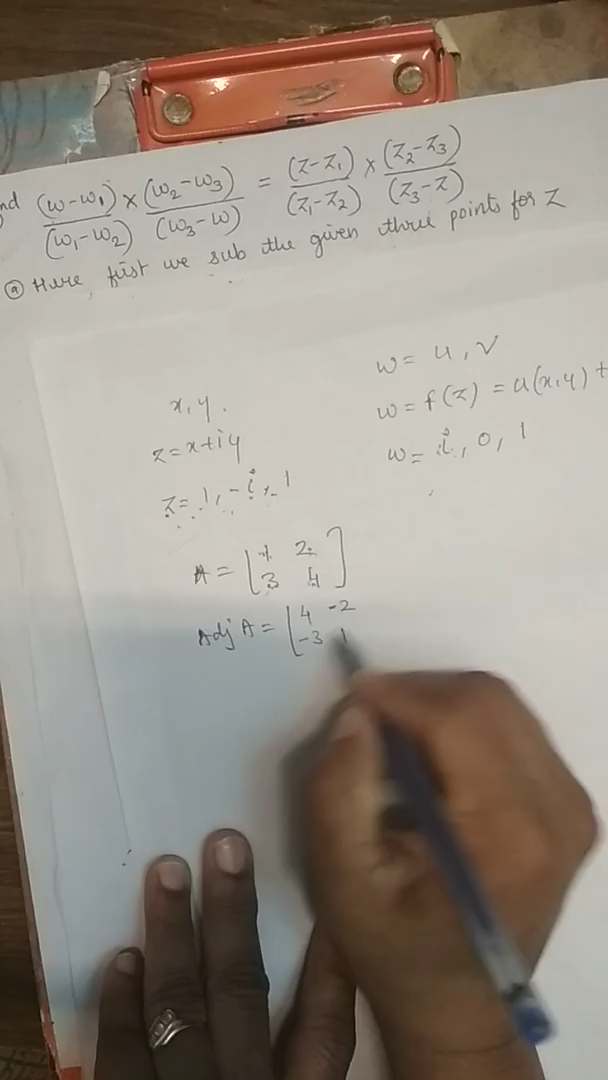 nd (w-w₁)/(w₁-w₂) × (w₂-w₃)/(w₃-w) = (z-z₁)/(z₁-z₂) × (z₂-z₃)/(z₃-z)
ⓐ Here, first we sub the given three points for z
w = u, v
x, y.
w = f(z) = u(x,y) +
z = x+iy
w = i, 0, 1
z = 1, -i, -1
A = [1 2
3 4]
Adj A = [4 -2
-3 1